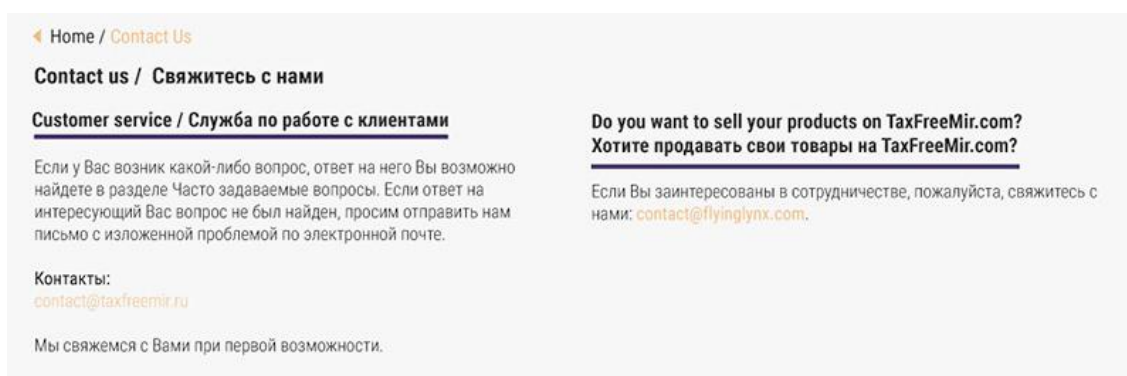 Home / Contact Us
Contact us / Свяжитесь с нами
Customer service / Служба по работе с клиентами
Если у Вас возник какой-либо вопрос, ответ на него Вы возможно
найдете в разделе Часто задаваемые вопросы. Если ответ на
интересующий Вас вопрос не был найден, просим отправить нам
письмо с изложенной проблемой по электронной почте.
Контакты:
contact@taxfreemir.ru
Мы свяжемся с Вами при первой возможности.
Do you want to sell your products on TaxFreeMir.com?
Хотите продавать свои товары на TaxFreeMir.com?
Если Вы заинтересованы в сотрудничестве, пожалуйста, свяжитесь с
нами: contact@flyinglynx.com.